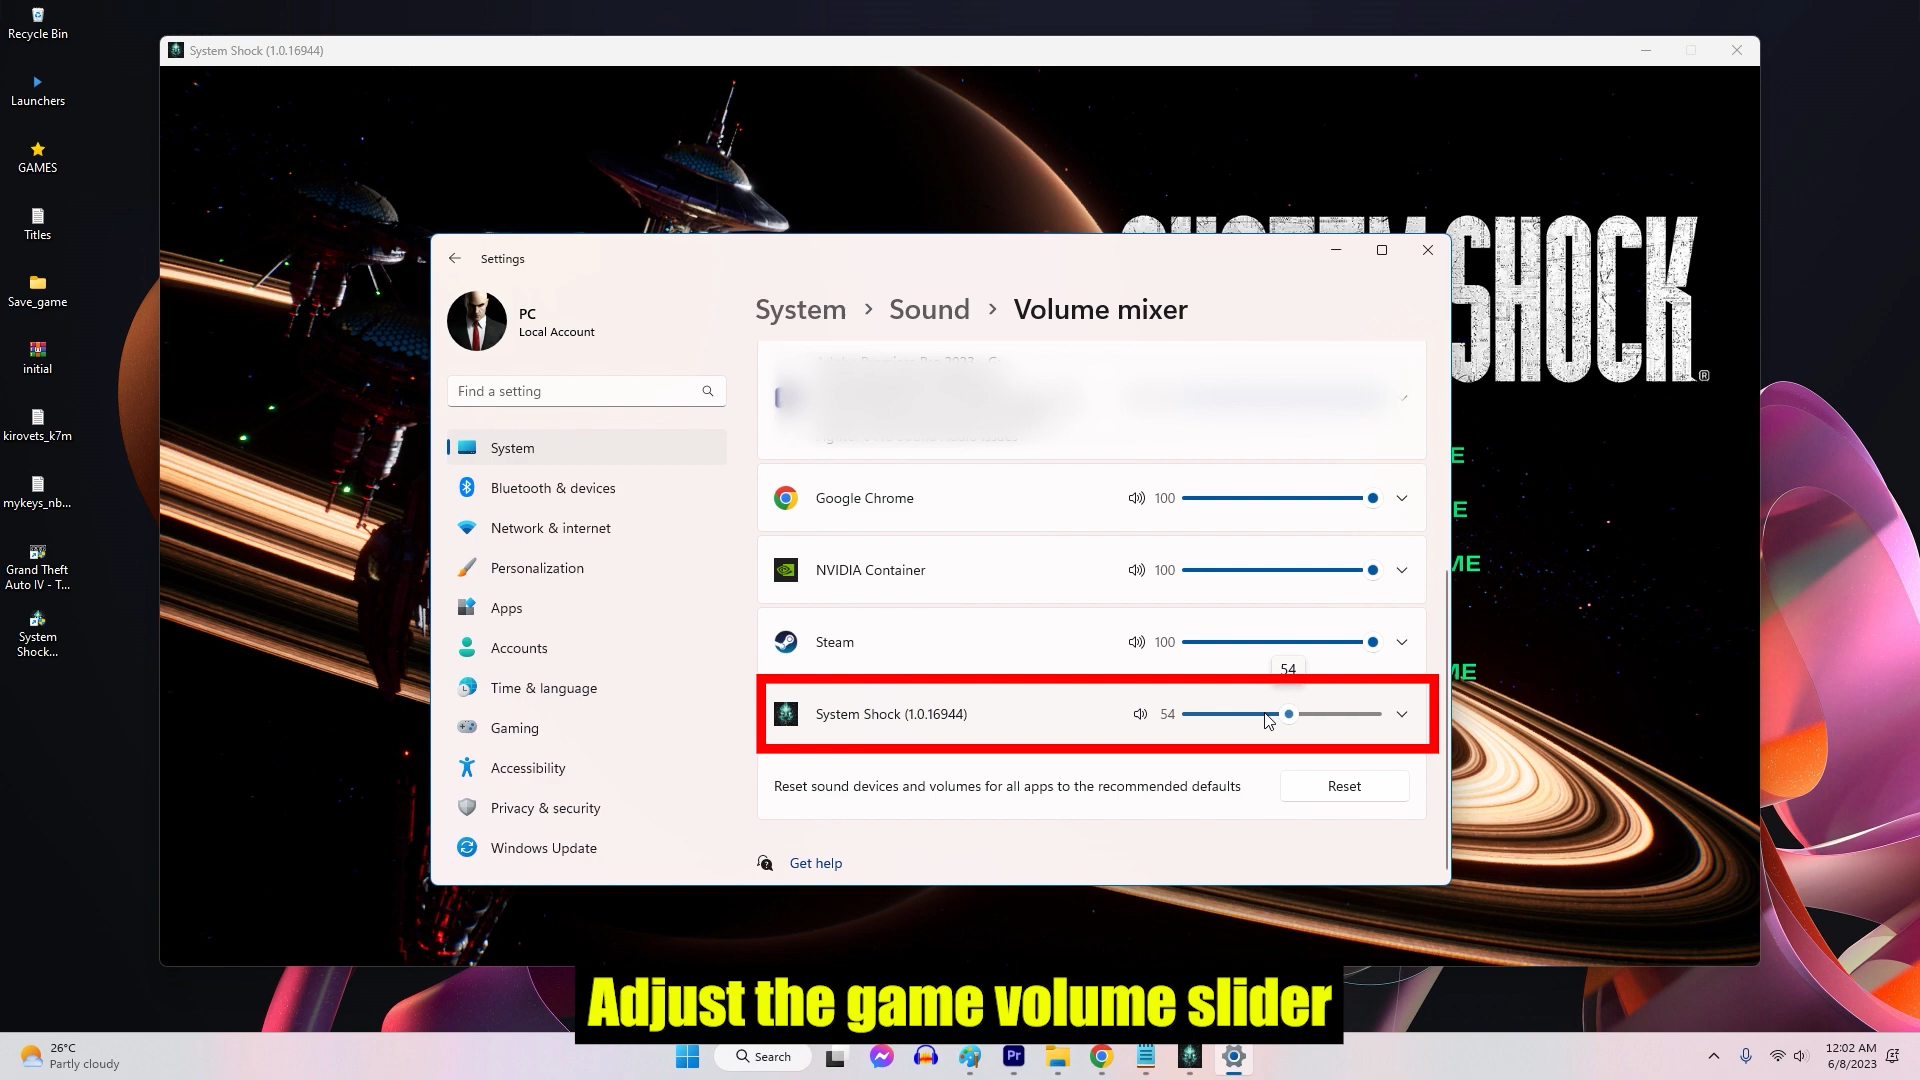 Recycle Bin
Launchers
GAMES
Titles
Save_game
initial
kirovets_k7m
mykeys_nb...
Grand Theft
Auto IV - T...
System
Shock...
System Shock (1.0.16944)
SHOCK
®
E
E
ME
ME
Settings
PC
Local Account
Find a setting
System
Bluetooth & devices
Network & internet
Personalization
Apps
Accounts
Time & language
Gaming
Accessibility
Privacy & security
Windows Update
System > Sound > Volume mixer
Google Chrome 100
NVIDIA Container 100
Steam 100
54
System Shock (1.0.16944) 54
Reset sound devices and volumes for all apps to the recommended defaults Reset
Get help
Adjust the game volume slider
26°C
Partly cloudy
Search
Pr
12:02 AM
6/8/2023